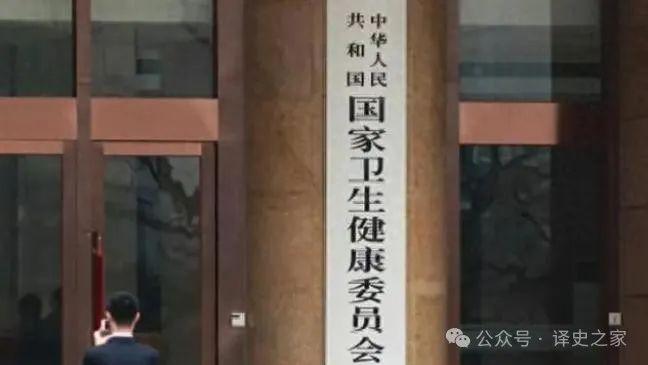 中华人民
共和国
国家卫生健康委员会
公众号·译史之家